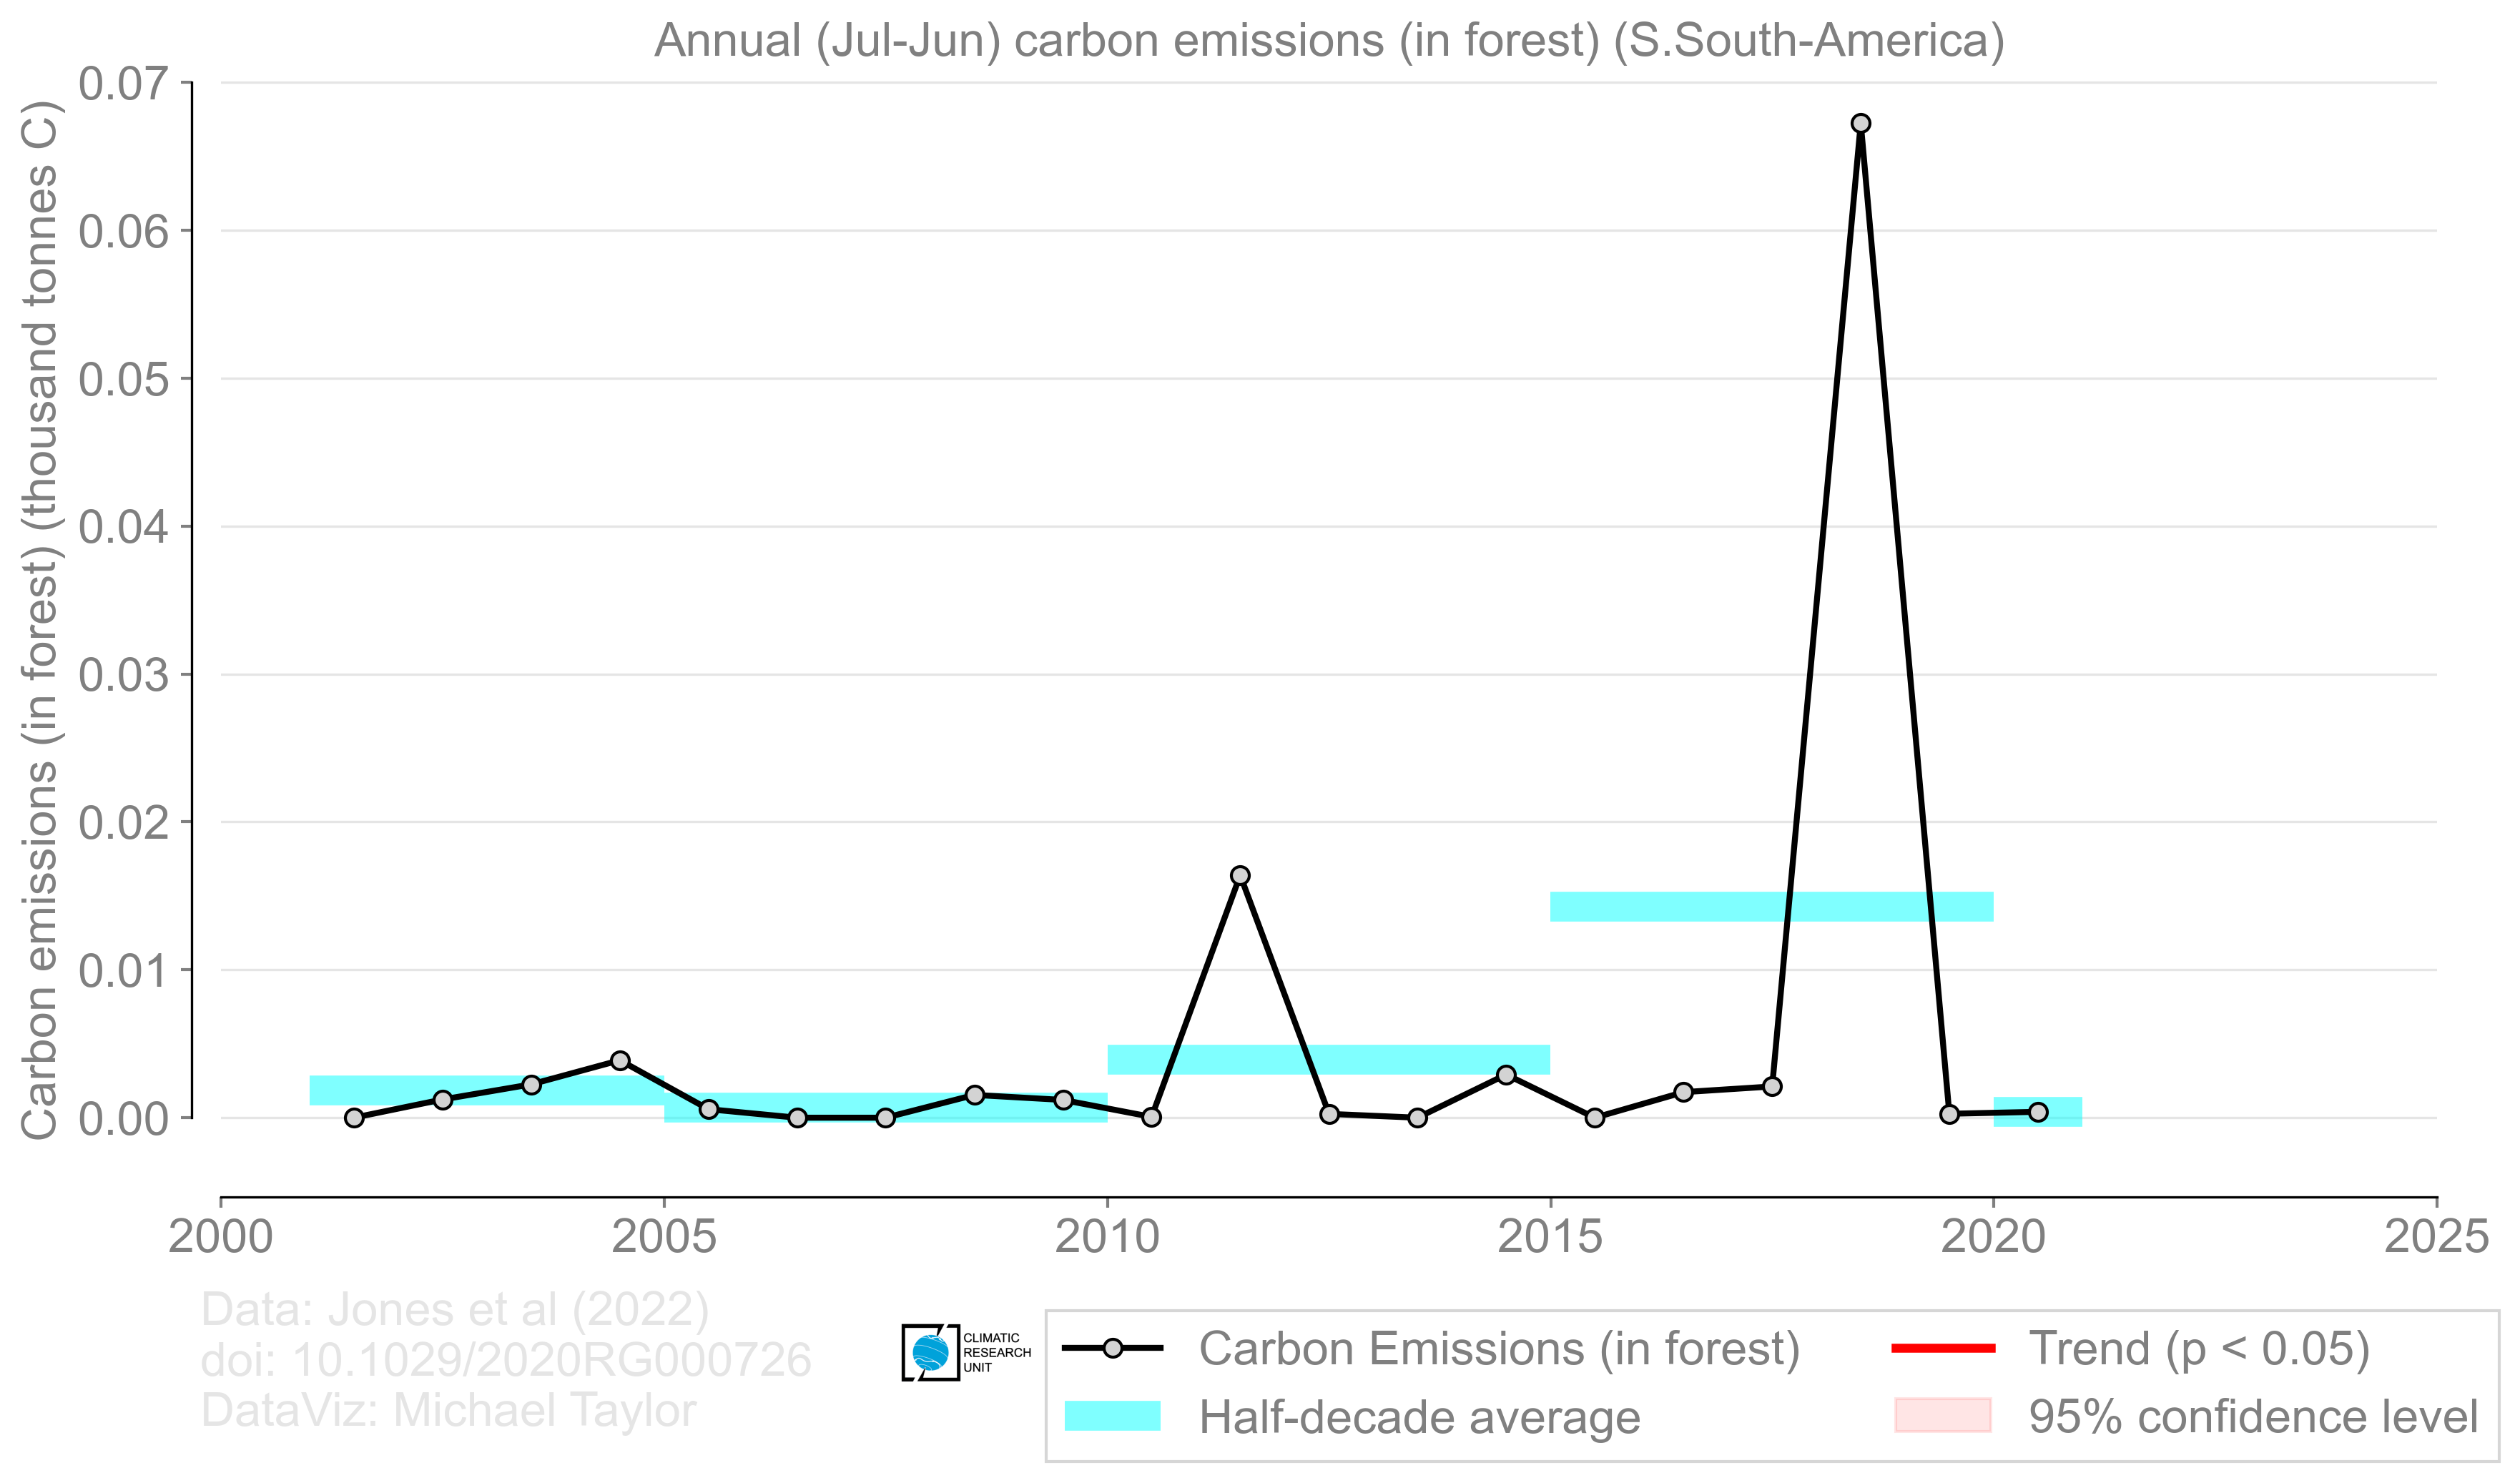 Annual (Jul-Jun) carbon emissions (in forest) (S.South-America)
Carbon emissions (in forest) (thousand tonnes C)
0.07
0.06
0.05
0.04
0.03
0.02
0.01
0.00
2000 2005 2010 2015 2020 2025
Data: Jones et al (2022)
doi: 10.1029/2020RG000726
DataViz: Michael Taylor
CLIMATIC
RESEARCH
UNIT
Carbon Emissions (in forest)
Half-decade average
Trend (p < 0.05)
95% confidence level